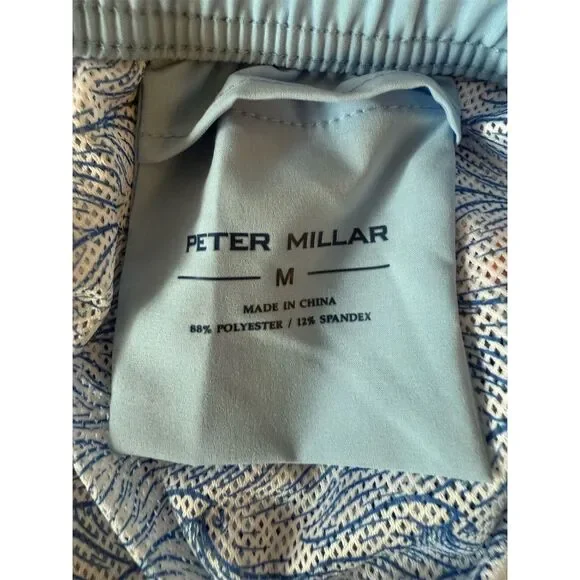 PETER MILLAR
M
MADE IN CHINA
88% POLYESTER / 12% SPANDEX